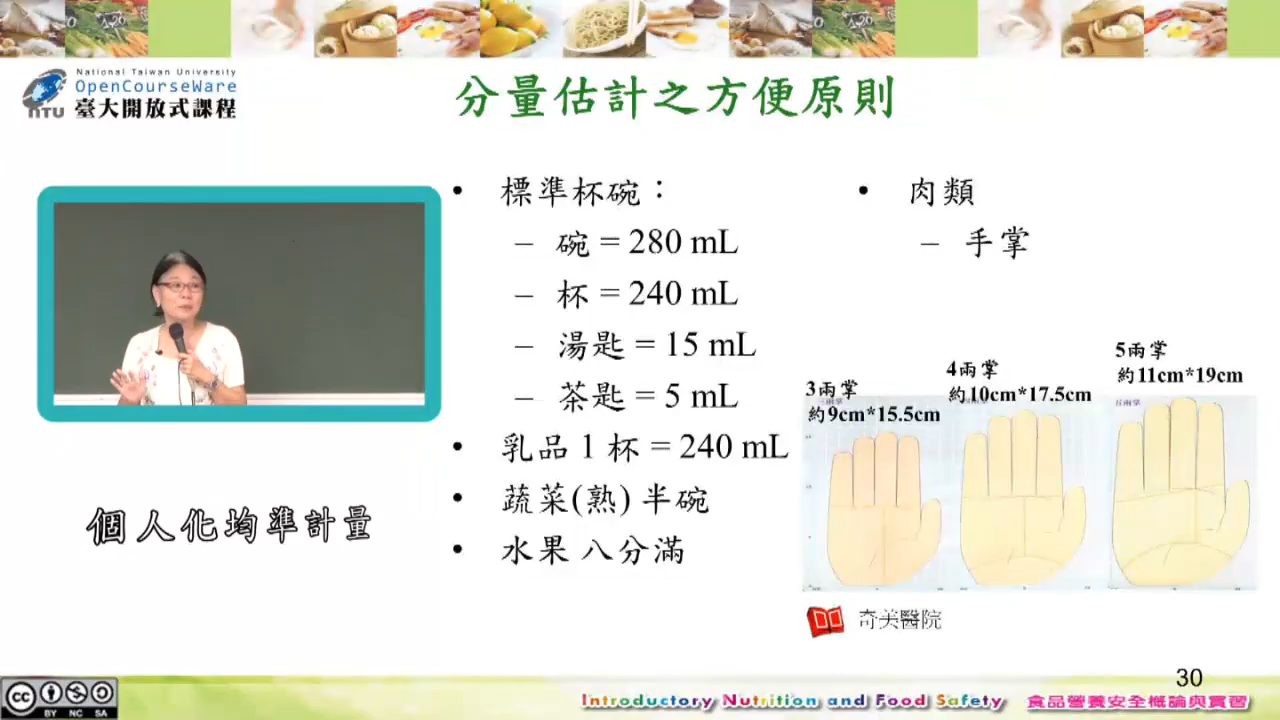 National Taiwan University
OpenCourseWare
臺大開放式課程
NTU
分量估計之方便原則
• 標準杯碗：
– 碗 = 280 mL
– 杯 = 240 mL
– 湯匙 = 15 mL
– 茶匙 = 5 mL
• 乳品 1 杯 = 240 mL
• 蔬菜(熟) 半碗
• 水果 八分滿
• 肉類
– 手掌
3兩掌
約9cm*15.5cm
4兩掌
約10cm*17.5cm
5兩掌
約11cm*19cm
奇美醫院
個人化均準計量
30
cc
BY NC SA
Introductory Nutrition and Food Safety 食品營養安全概論與實習